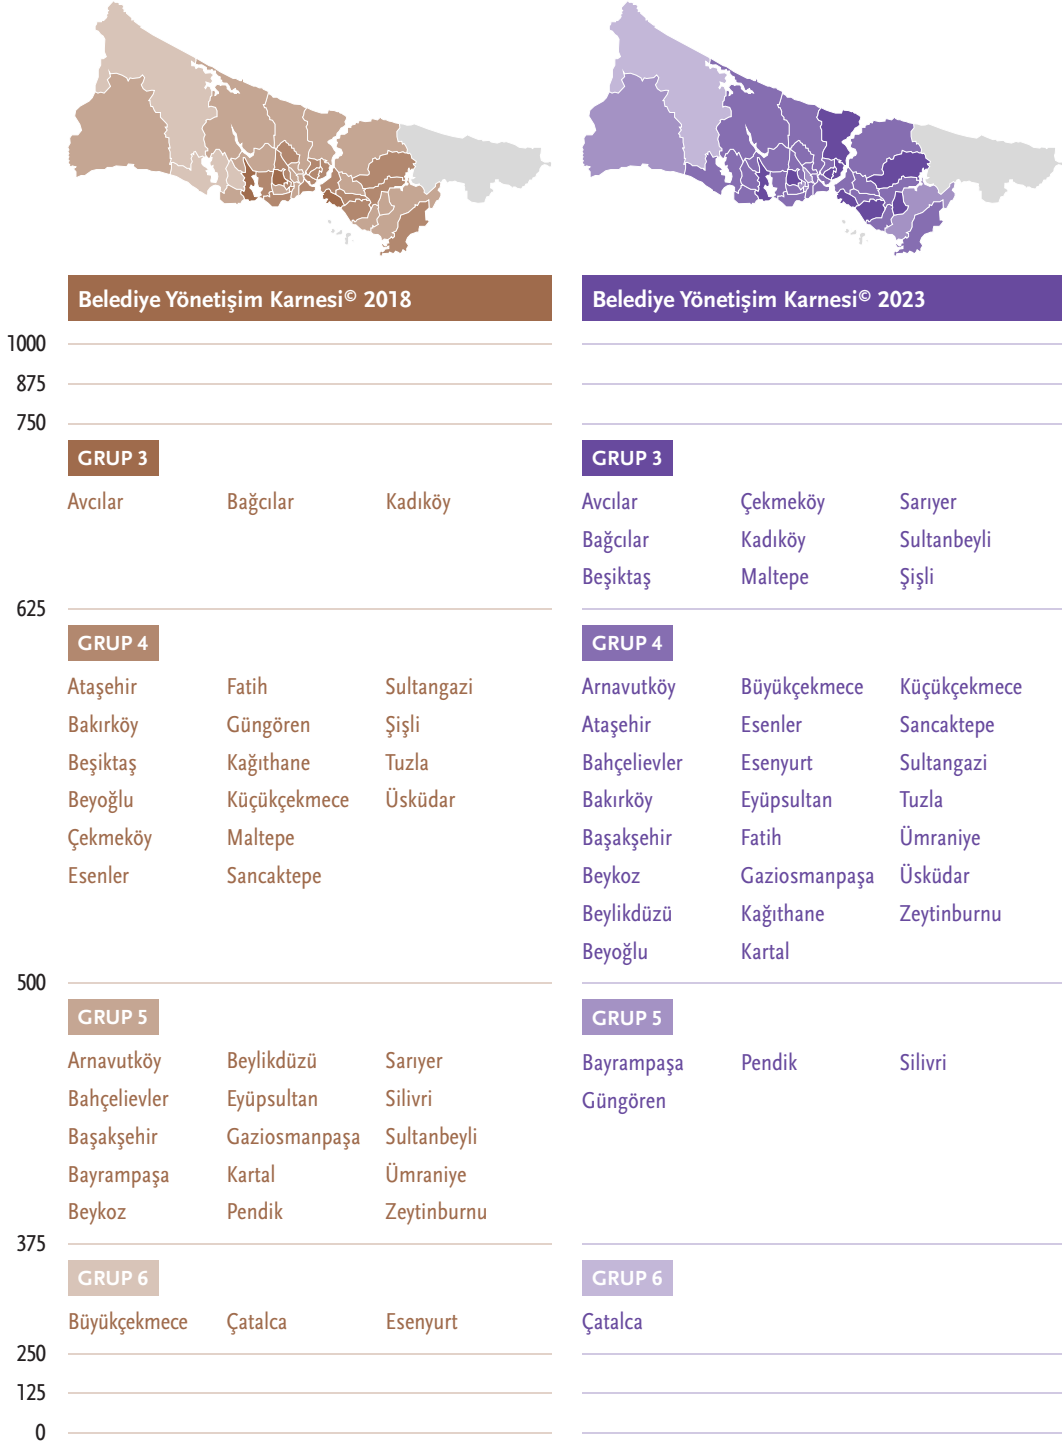 Belediye Yönetişim Karnesi© 2018
Belediye Yönetişim Karnesi© 2023
1000
875
750
GRUP 3
Avcılar Bağcılar Kadıköy
GRUP 3
Avcılar Çekmeköy Sarıyer
Bağcılar Kadıköy Sultanbeyli
Beşiktaş Maltepe Şişli
625
GRUP 4
Ataşehir Fatih Sultangazi
Bakırköy Güngören Şişli
Beşiktaş Kağıthane Tuzla
Beyoğlu Küçükçekmece Üsküdar
Çekmeköy Maltepe
Esenler Sancaktepe
GRUP 4
Arnavutköy Büyükçekmece Küçükçekmece
Ataşehir Esenler Sancaktepe
Bahçelievler Esenyurt Sultangazi
Bakırköy Eyüpsultan Tuzla
Başakşehir Fatih Ümraniye
Beykoz Gaziosmanpaşa Üsküdar
Beylikdüzü Kağıthane Zeytinburnu
Beyoğlu Kartal
500
GRUP 5
Arnavutköy Beylikdüzü Sarıyer
Bahçelievler Eyüpsultan Silivri
Başakşehir Gaziosmanpaşa Sultanbeyli
Bayrampaşa Kartal Ümraniye
Beykoz Pendik Zeytinburnu
GRUP 5
Bayrampaşa Pendik Silivri
Güngören
375
GRUP 6
Büyükçekmece Çatalca Esenyurt
GRUP 6
Çatalca
250
125
0